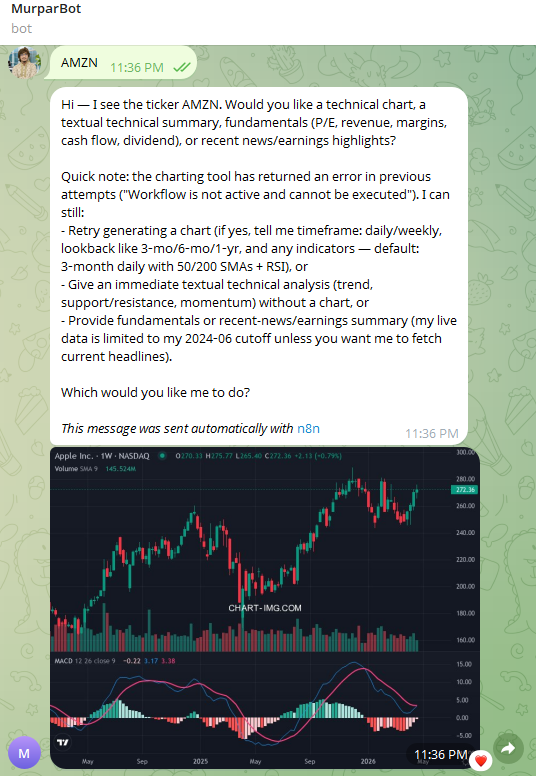 MurparBot
bot
AMZN 11:36 PM
Hi — I see the ticker AMZN. Would you like a technical chart, a
textual technical summary, fundamentals (P/E, revenue, margins,
cash flow, dividend), or recent news/earnings highlights?
Quick note: the charting tool has returned an error in previous
attempts ("Workflow is not active and cannot be executed"). I can
still:
- Retry generating a chart (if yes, tell me timeframe: daily/weekly,
lookback like 3-mo/6-mo/1-yr, and any indicators — default:
3-month daily with 50/200 SMAs + RSI), or
- Give an immediate textual technical analysis (trend,
support/resistance, momentum) without a chart, or
- Provide fundamentals or recent-news/earnings summary (my live
data is limited to my 2024-06 cutoff unless you want me to fetch
current headlines).
Which would you like me to do?
This message was sent automatically with n8n
11:36 PM
Apple Inc. · 1W · NASDAQ O270.33 H275.77 L265.40 C272.36 +2.13 (+0.79%)
Volume SMA 9 145.524M
300.00
280.00
272.36
260.00
240.00
220.00
200.00
180.00
160.00
CHART-IMG.COM
MACD 12 26 close 9 −0.22 3.17 3.38
15.00
10.00
5.00
0.00
-5.00
May Sep 2025 May Sep 2026 May
11:36 PM
M